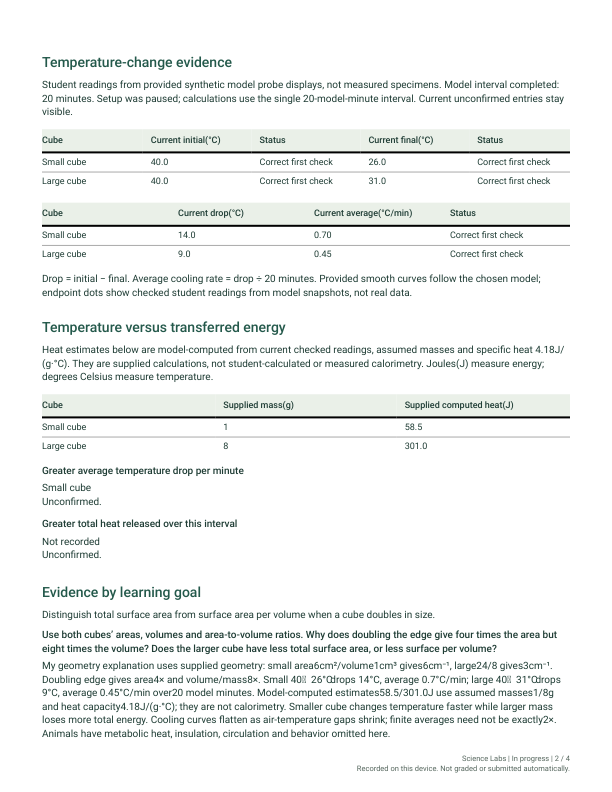 Temperature-change evidence
Student readings from provided synthetic model probe displays, not measured specimens. Model interval completed:
20 minutes. Setup was paused; calculations use the single 20-model-minute interval. Current unconfirmed entries stay
visible.
Cube Current initial(°C) Status Current final(°C) Status
Small cube 40.0 Correct first check 26.0 Correct first check
Large cube 40.0 Correct first check 31.0 Correct first check
Cube Current drop(°C) Current average(°C/min) Status
Small cube 14.0 0.70 Correct first check
Large cube 9.0 0.45 Correct first check
Drop = initial − final. Average cooling rate = drop ÷ 20 minutes. Provided smooth curves follow the chosen model;
endpoint dots show checked student readings from model snapshots, not real data.
Temperature versus transferred energy
Heat estimates below are model-computed from current checked readings, assumed masses and specific heat 4.18J/
(g·°C). They are supplied calculations, not student-calculated or measured calorimetry. Joules(J) measure energy;
degrees Celsius measure temperature.
Cube Supplied mass(g) Supplied computed heat(J)
Small cube 1 58.5
Large cube 8 301.0
Greater average temperature drop per minute
Small cube
Unconfirmed.
Greater total heat released over this interval
Not recorded
Unconfirmed.
Evidence by learning goal
Distinguish total surface area from surface area per volume when a cube doubles in size.
Use both cubes’ areas, volumes and area-to-volume ratios. Why does doubling the edge give four times the area but
eight times the volume? Does the larger cube have less total surface area, or less surface per volume?
My geometry explanation uses supplied geometry: small area6cm²/volume1cm³ gives6cm⁻¹, large24/8 gives3cm⁻¹.
Doubling edge gives area4× and volume/mass8×. Small 40 26°C drops 14°C, average 0.7°C/min; large 40 31°C drops
9°C, average 0.45°C/min over20 model minutes. Model-computed estimates58.5/301.0J use assumed masses1/8g
and heat capacity4.18J/(g·°C); they are not calorimetry. Smaller cube changes temperature faster while larger mass
loses more total energy. Cooling curves flatten as air-temperature gaps shrink; finite averages need not be exactly2×.
Animals have metabolic heat, insulation, circulation and behavior omitted here.
Science Labs | In progress | 2 / 4
Recorded on this device. Not graded or submitted automatically.